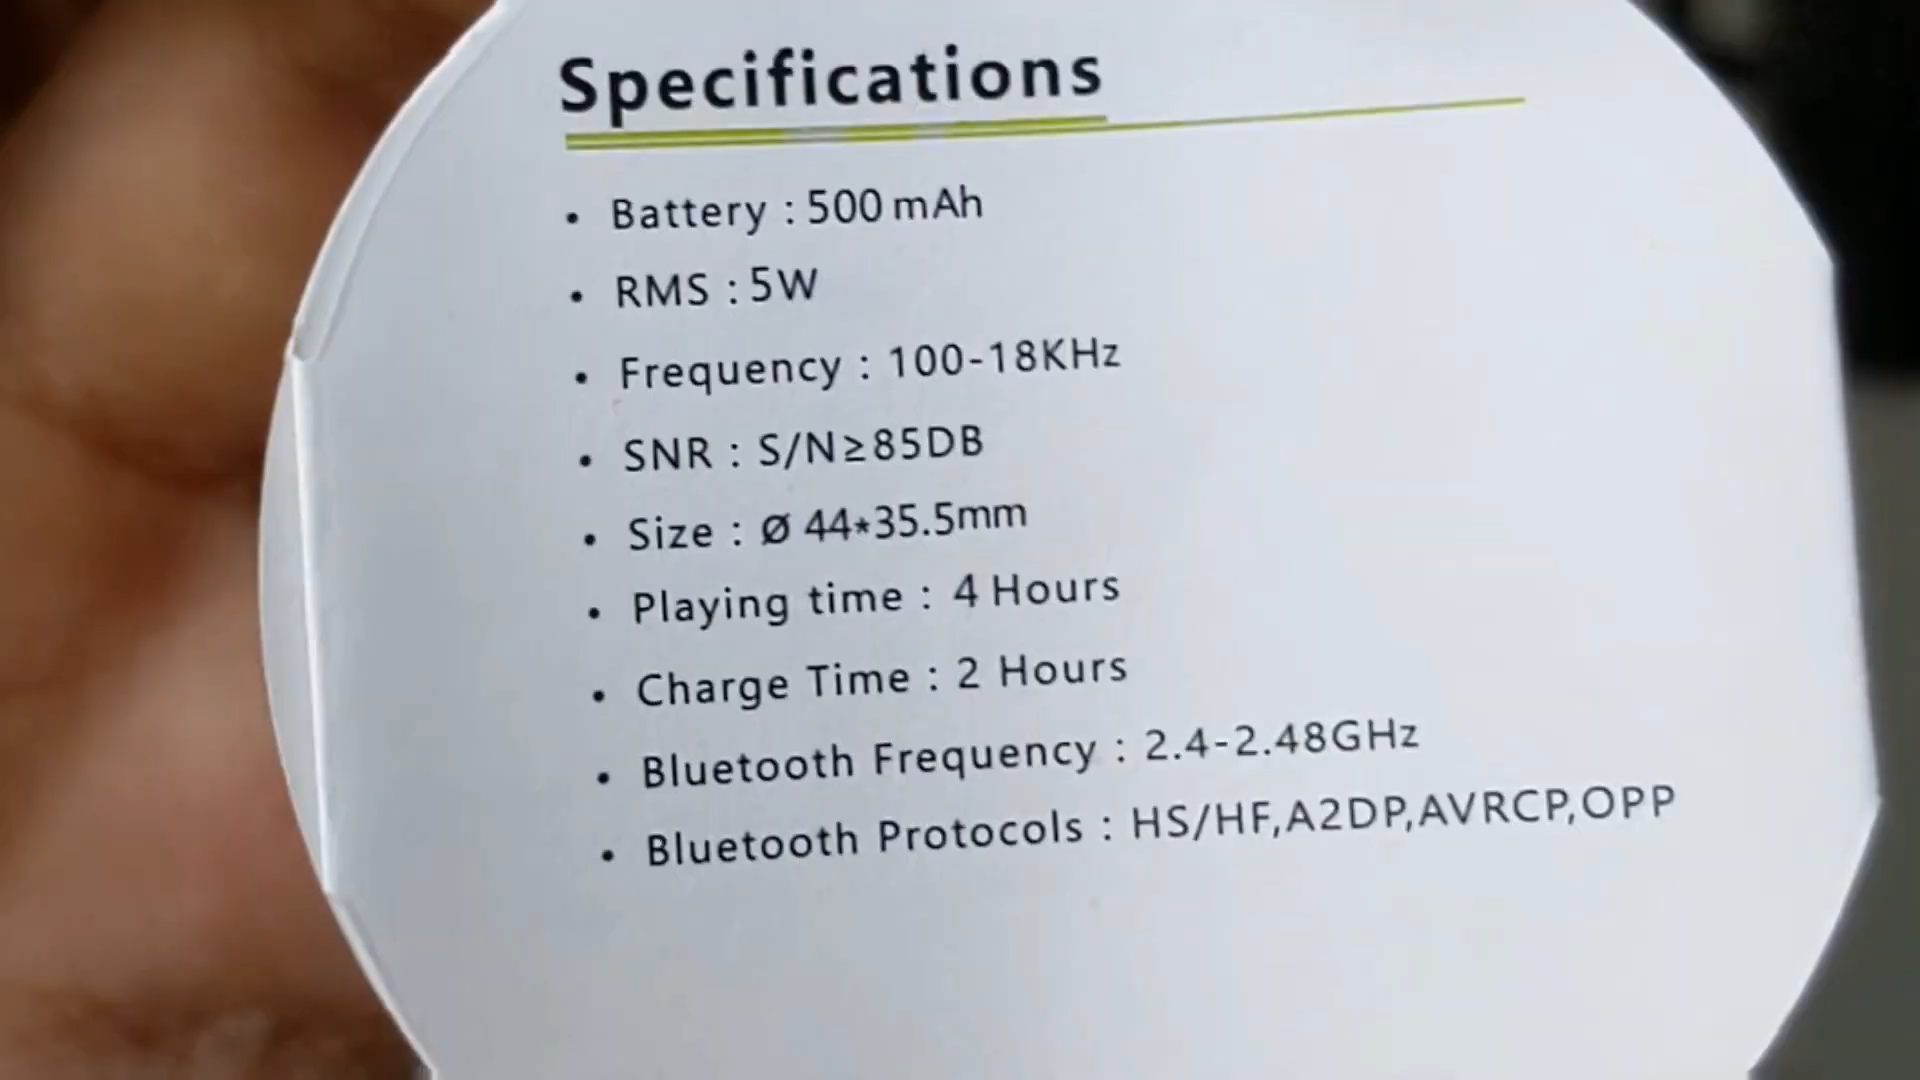 Specifications
• Battery : 500 mAh
• RMS : 5W
• Frequency : 100-18KHz
• SNR : S/N≥85DB
• Size : Ø 44*35.5mm
• Playing time : 4 Hours
• Charge Time : 2 Hours
• Bluetooth Frequency : 2.4-2.48GHz
• Bluetooth Protocols : HS/HF,A2DP,AVRCP,OPP